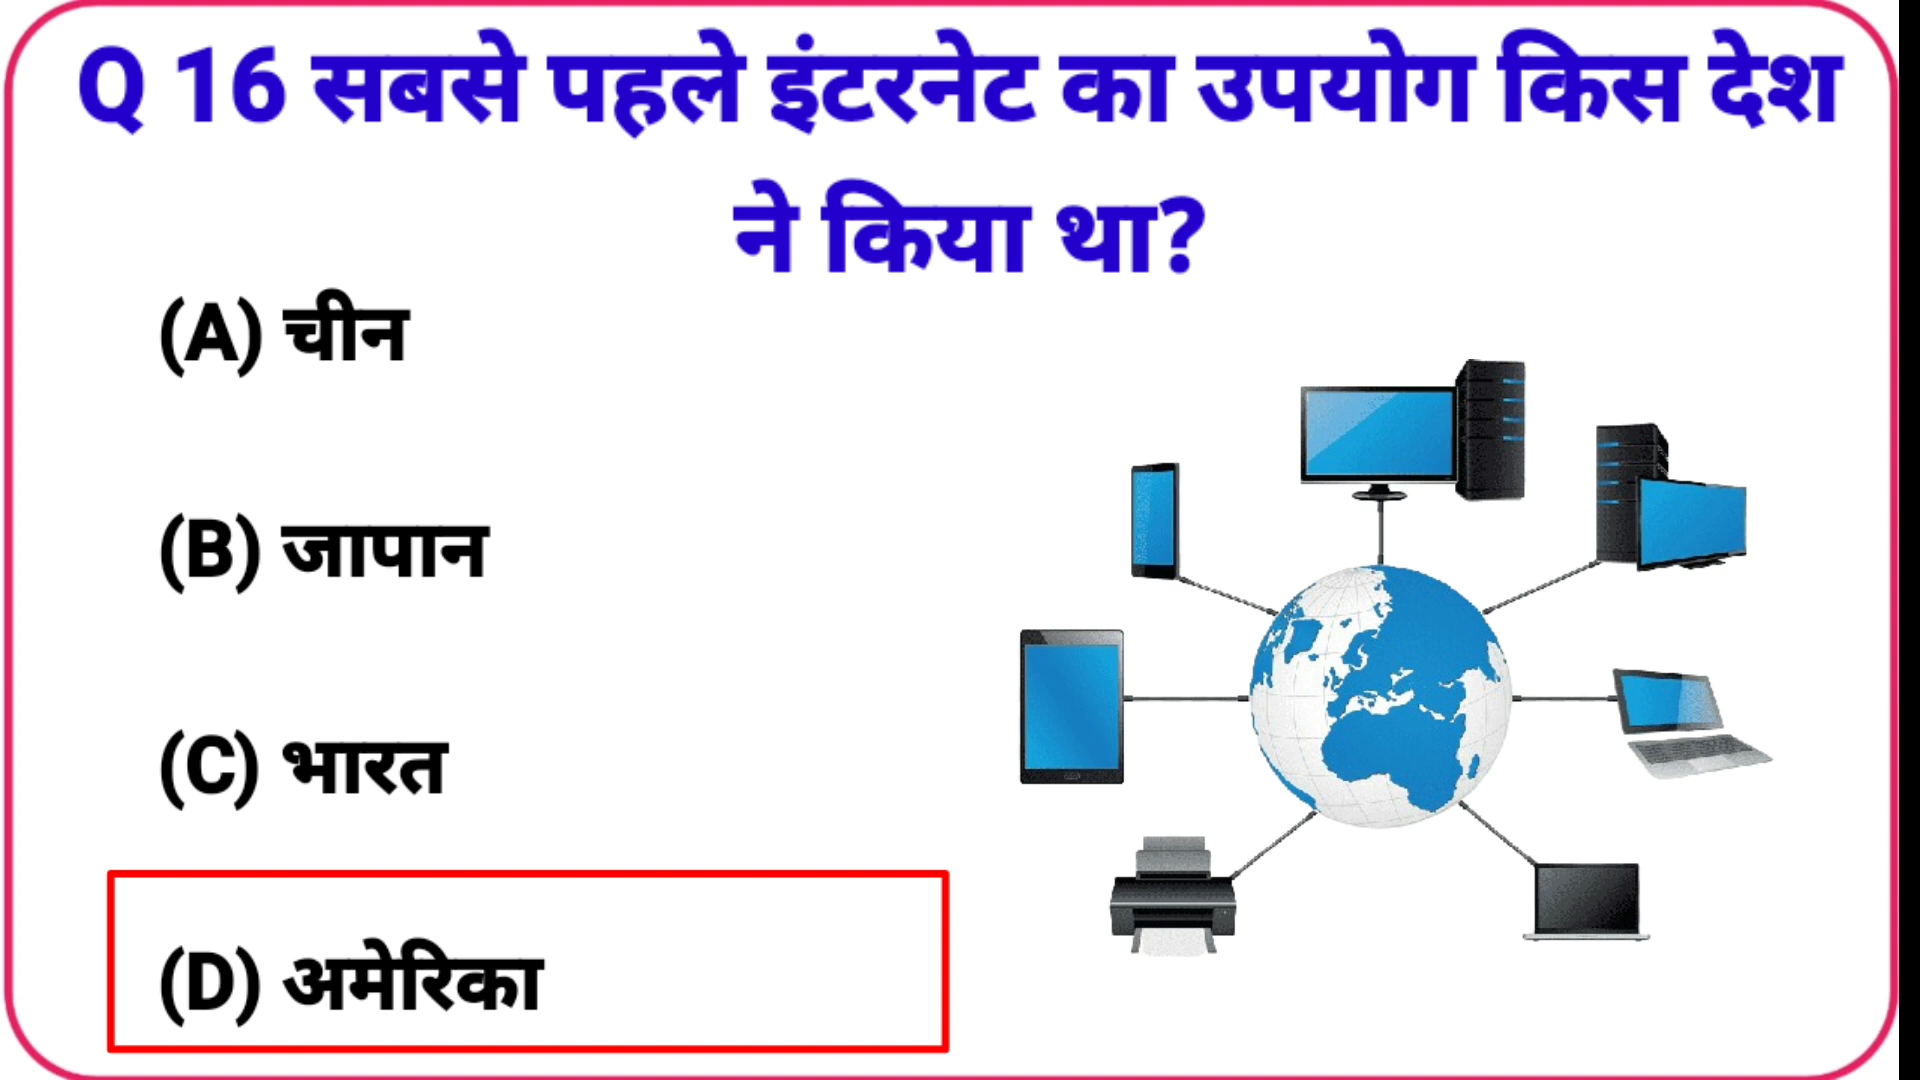 Q 16 सबसे पहले इंटरनेट का उपयोग किस देश
ने किया था?
(A) चीन
(B) जापान
(C) भारत
(D) अमेरिका